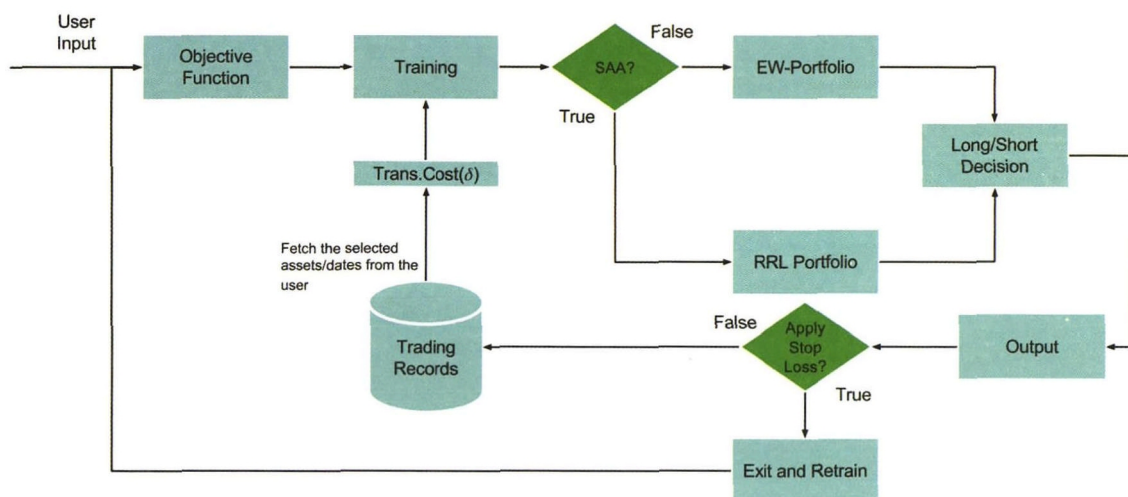 User
Input
Objective
Function
Training
SAA?
False
True
EW-Portfolio
Long/Short
Decision
Trans.Cost(δ)
Fetch the selected
assets/dates from the
user
RRL Portfolio
Trading
Records
False
Apply
Stop
Loss?
True
Output
Exit and Retrain